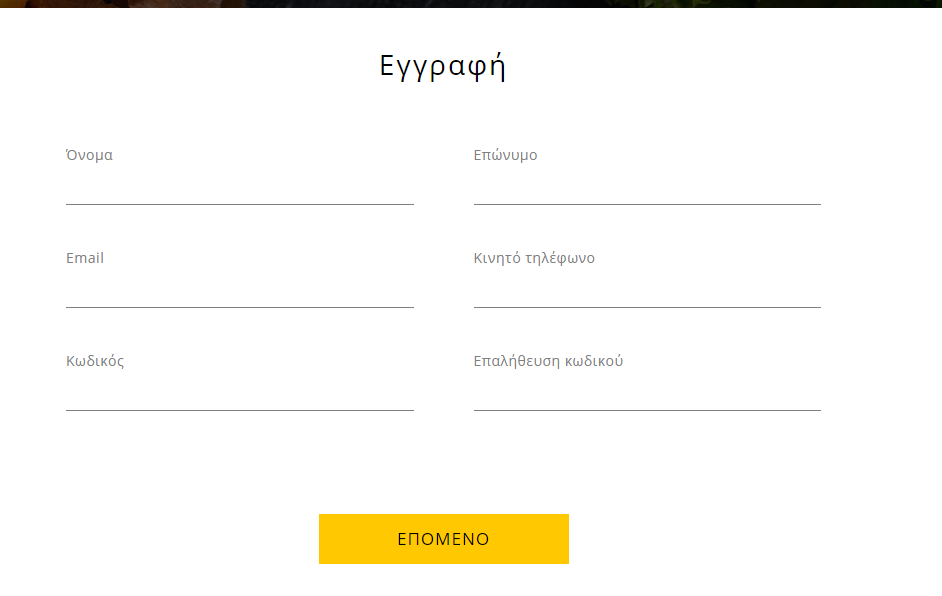 Εγγραφή
Όνομα
Επώνυμο
Email
Κινητό τηλέφωνο
Κωδικός
Επαλήθευση κωδικού
ΕΠΟΜΕΝΟ